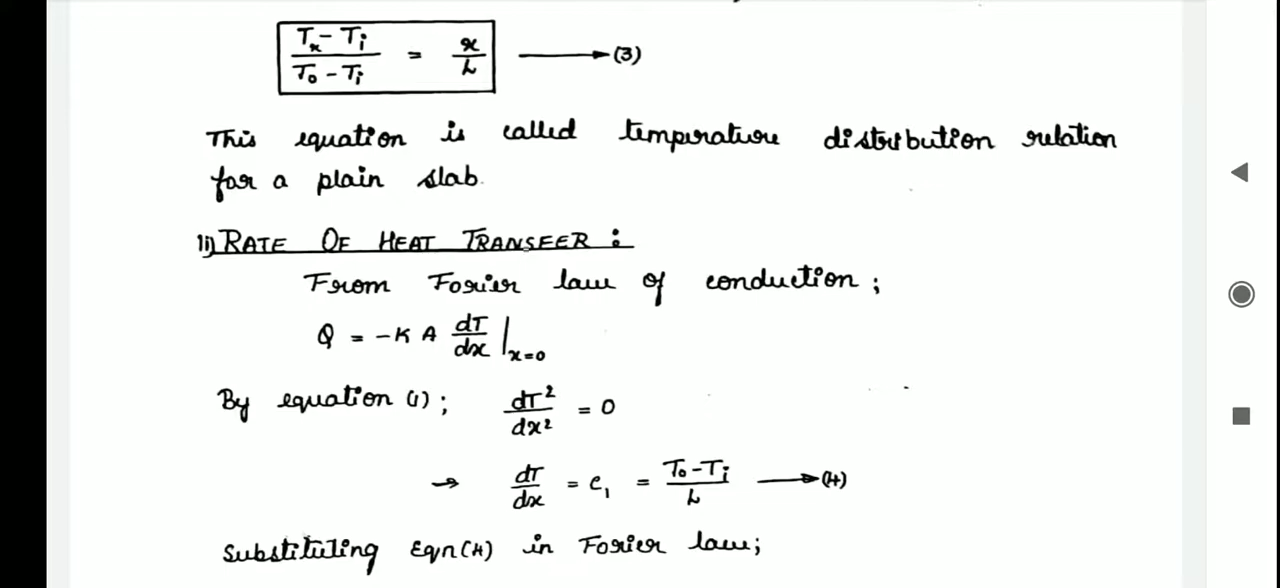 (Tx - Ti)/(To - Ti) = x/L → (3)
This equation is called temperature distribution relation
for a plain slab.
ii) RATE OF HEAT TRANSFER :
From Forier law of conduction ;
Q = -K A dT/dx |x=0
By equation (1) ; dT²/dx² = 0
→ dT/dx = c₁ = (To - Ti)/L → (4)
Substituting Eqn(4) in Forier law;